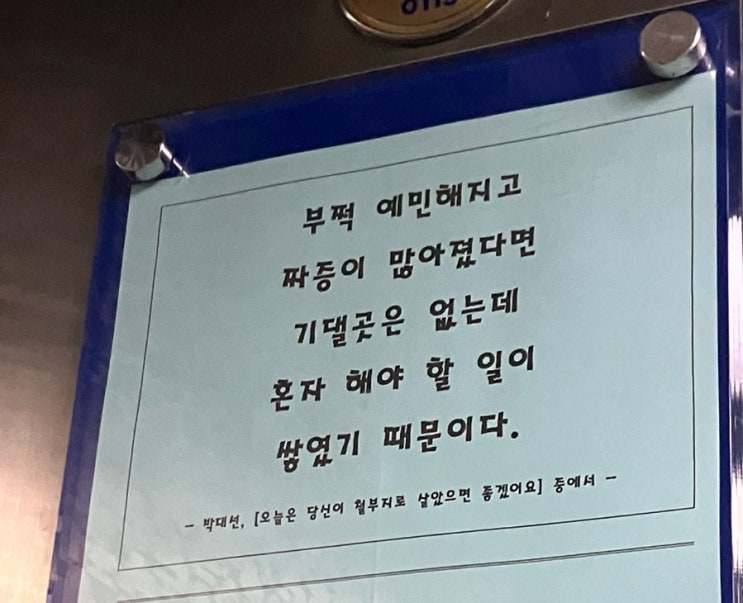 OTIS
부쩍 예민해지고
짜증이 많아졌다면
기댈곳은 없는데
혼자 해야 할 일이
쌓였기 때문이다.
- 박대선, [오늘은 당신이 철부지로 살았으면 좋겠어요] 중에서 -